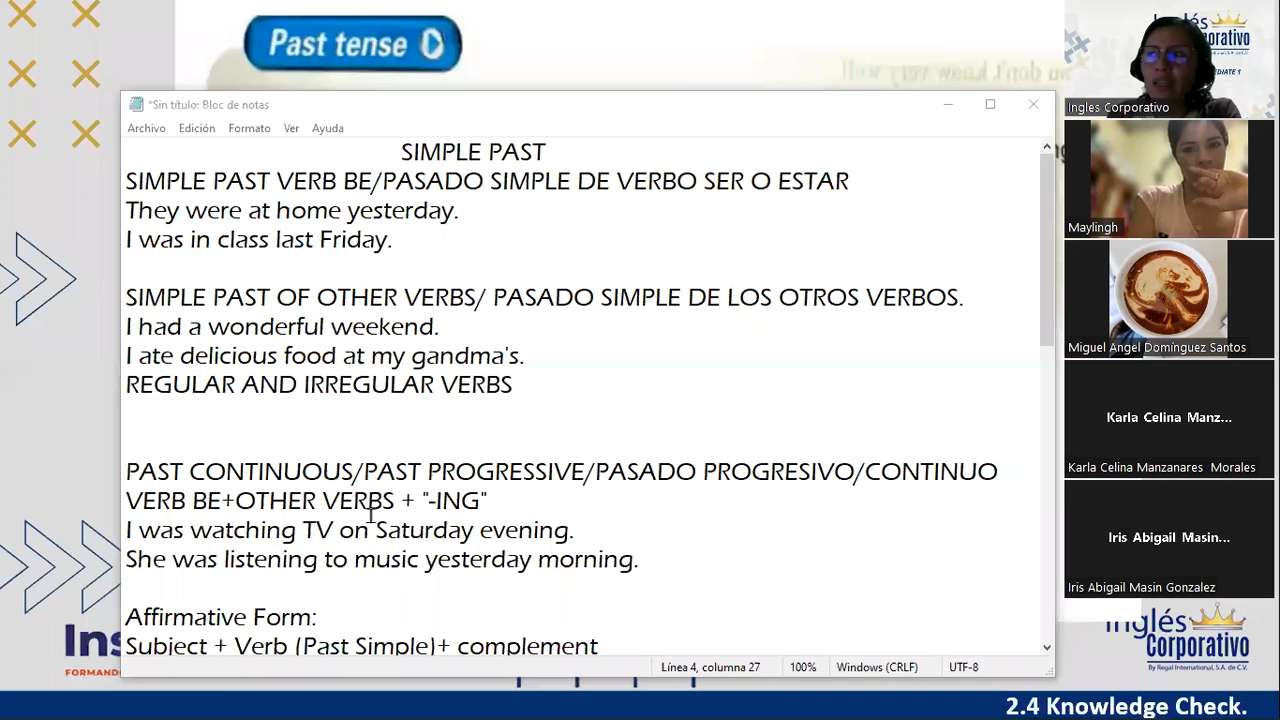 Past tense
*Sin título: Bloc de notas
Archivo Edición Formato Ver Ayuda
SIMPLE PAST
SIMPLE PAST VERB BE/PASADO SIMPLE DE VERBO SER O ESTAR
They were at home yesterday.
I was in class last Friday.
SIMPLE PAST OF OTHER VERBS/ PASADO SIMPLE DE LOS OTROS VERBOS.
I had a wonderful weekend.
I ate delicious food at my gandma's.
REGULAR AND IRREGULAR VERBS
PAST CONTINUOUS/PAST PROGRESSIVE/PASADO PROGRESIVO/CONTINUO
VERB BE+OTHER VERBS + "-ING"
I was watching TV on Saturday evening.
She was listening to music yesterday morning.
Affirmative Form:
Subject + Verb (Past Simple)+ complement
Línea 4, columna 27 100% Windows (CRLF) UTF-8
Ingles Corporativo
Maylingh
Miguel Angel Domínguez Santos
Karla Celina Manz...
Karla Celina Manzanares Morales
Iris Abigail Masin...
Iris Abigail Masin Gonzalez
Inglés
Corporativo
By Regal International, S.A. de C.V.
2.4 Knowledge Check.